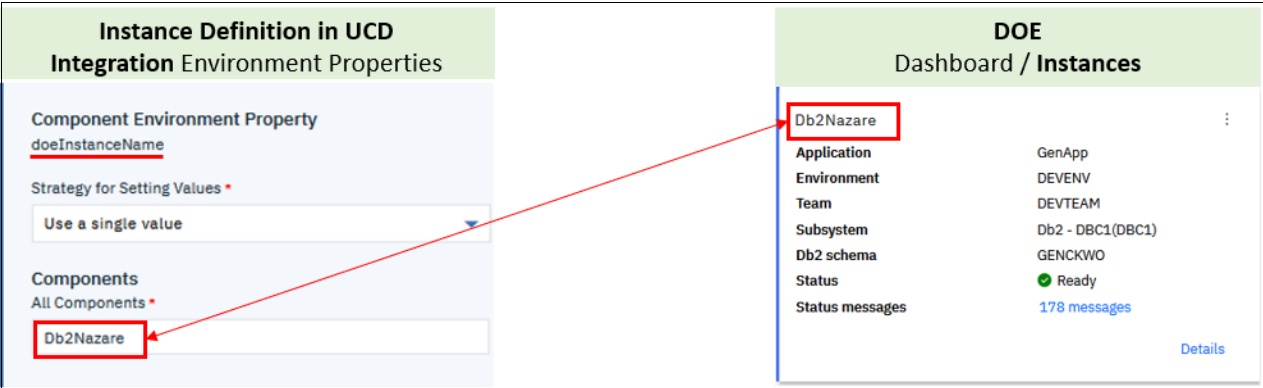 Instance Definition in UCD
Integration Environment Properties
Component Environment Property
doeInstanceName
Strategy for Setting Values *
Use a single value
Components
All Components *
Db2Nazare
DOE
Dashboard / Instances
Db2Nazare
Application GenApp
Environment DEVENV
Team DEVTEAM
Subsystem Db2 - DBC1(DBC1)
Db2 schema GENCKWO
Status Ready
Status messages 178 messages
Details